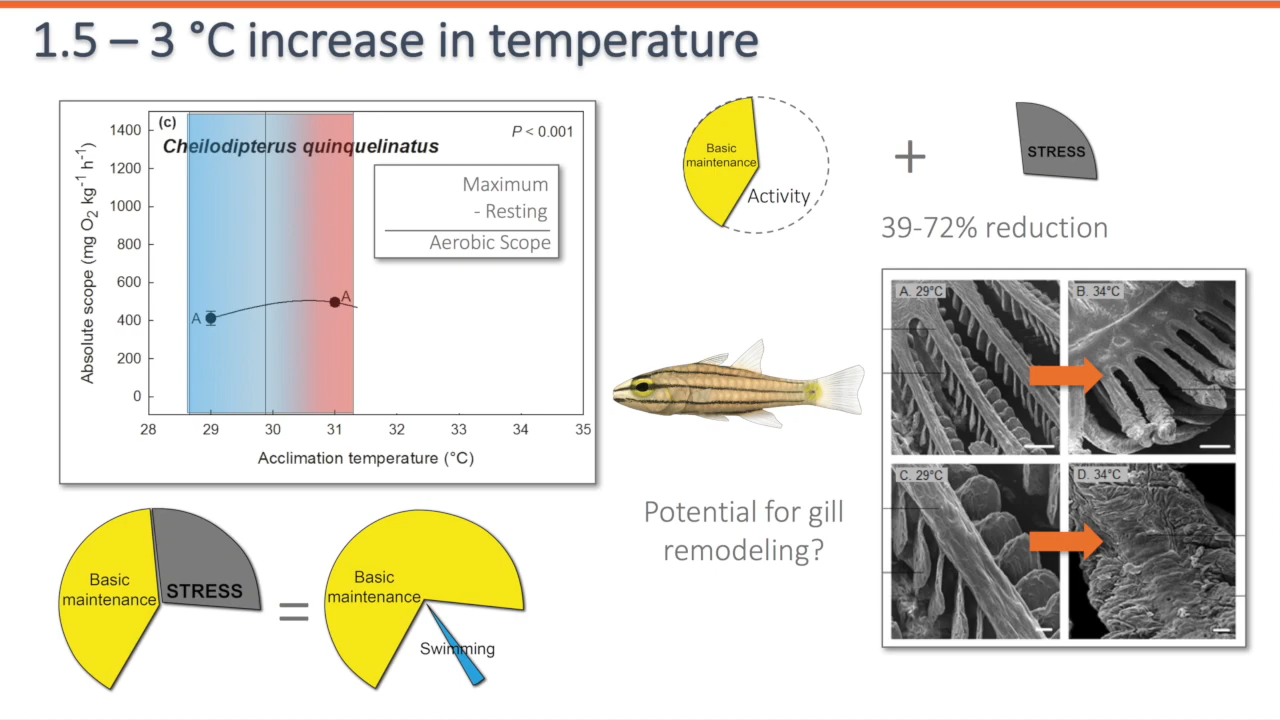 1.5 – 3 °C increase in temperature
(c)
Cheilodipterus quinquelinatus
P < 0.001
Maximum
- Resting
Aerobic Scope
Absolute scope (mg O2 kg-1 h-1)
1400
1200
1000
800
600
400
200
0
A
A
28 29 30 31 32 33 34 35
Acclimation temperature (°C)
Basic
maintenance
Activity
+
STRESS
39-72% reduction
A. 29°C
B. 34°C
C. 29°C
D. 34°C
Potential for gill
remodeling?
Basic
maintenance
STRESS
=
Basic
maintenance
Swimming